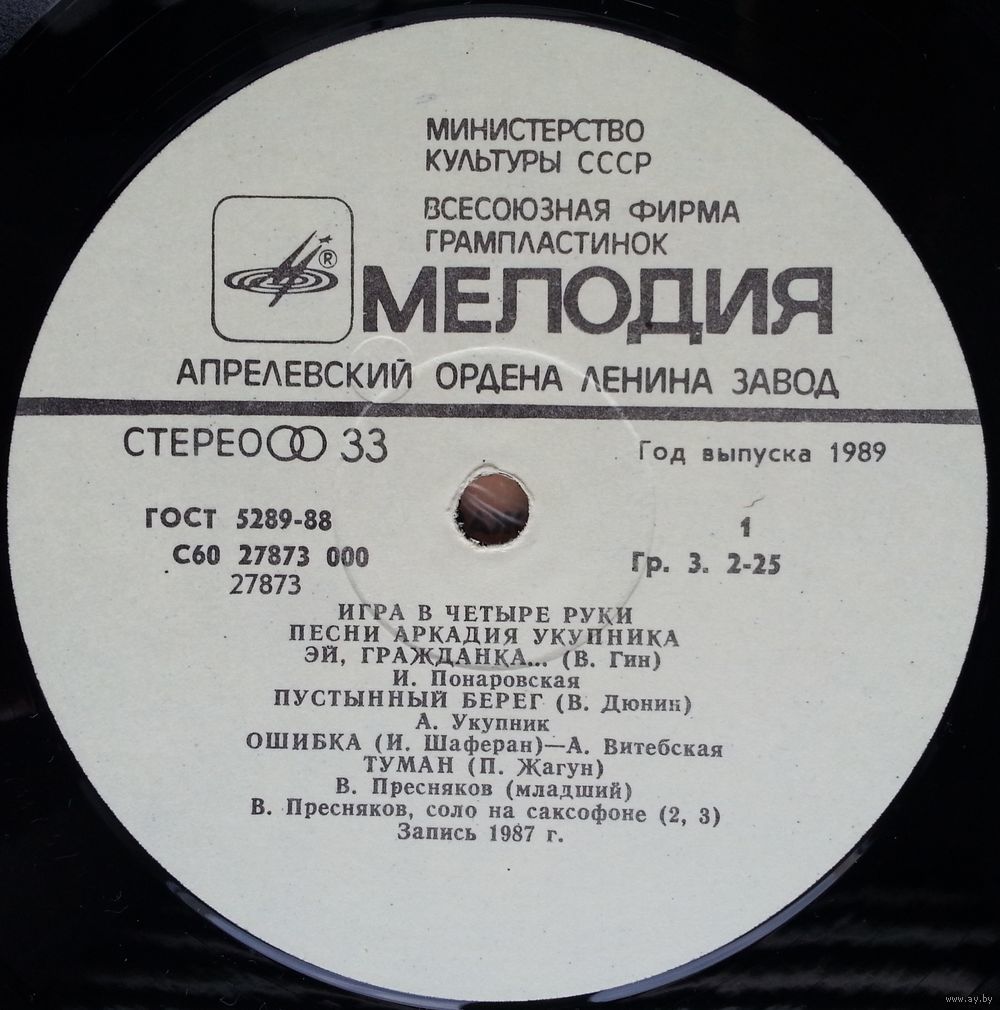 МИНИСТЕРСТВО
КУЛЬТУРЫ СССР
ВСЕСОЮЗНАЯ ФИРМА
ГРАМПЛАСТИНОК
®
МЕЛОДИЯ
АПРЕЛЕВСКИЙ ОРДЕНА ЛЕНИНА ЗАВОД
СТЕРЕО 33
Год выпуска 1989
ГОСТ 5289-88
1
С60 27873 000
Гр. 3. 2-25
27873
ИГРА В ЧЕТЫРЕ РУКИ
ПЕСНИ АРКАДИЯ УКУПНИКА
ЭЙ, ГРАЖДАНКА... (В. Гин)
И. Понаровская
ПУСТЫННЫЙ БЕРЕГ (В. Дюнин)
А. Укупник
ОШИБКА (И. Шаферан)—А. Витебская
ТУМАН (П. Жагун)
В. Пресняков (младший)
В. Пресняков, соло на саксофоне (2, 3)
Запись 1987 г.
www.ay.by